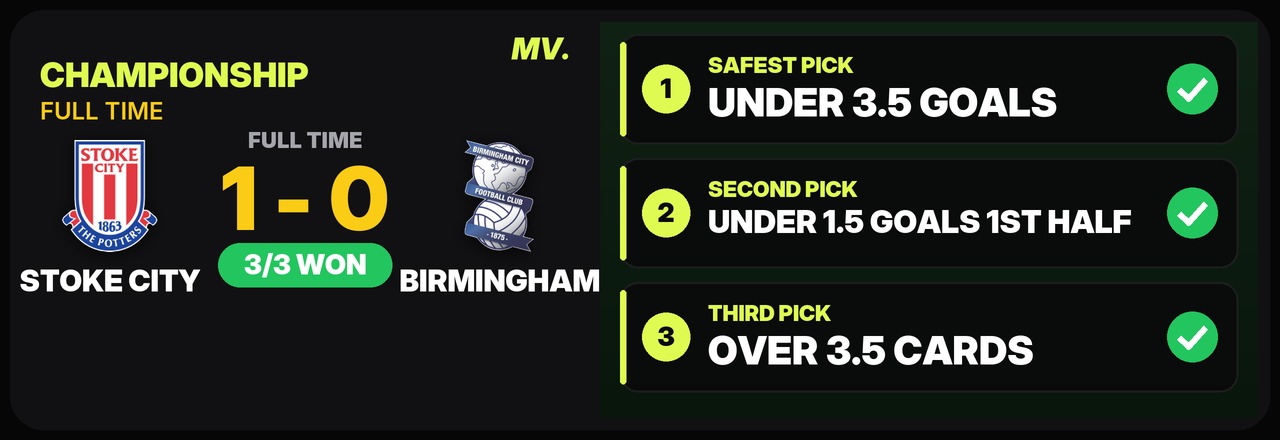 MV.
CHAMPIONSHIP
FULL TIME
FULL TIME
STOKE
CITY
1863
THE POTTERS
1 - 0
BIRMINGHAM CITY
FOOTBALL CLUB
- 1875 -
3/3 WON
STOKE CITY
BIRMINGHAM
1
SAFEST PICK
UNDER 3.5 GOALS
2
SECOND PICK
UNDER 1.5 GOALS 1ST HALF
3
THIRD PICK
OVER 3.5 CARDS